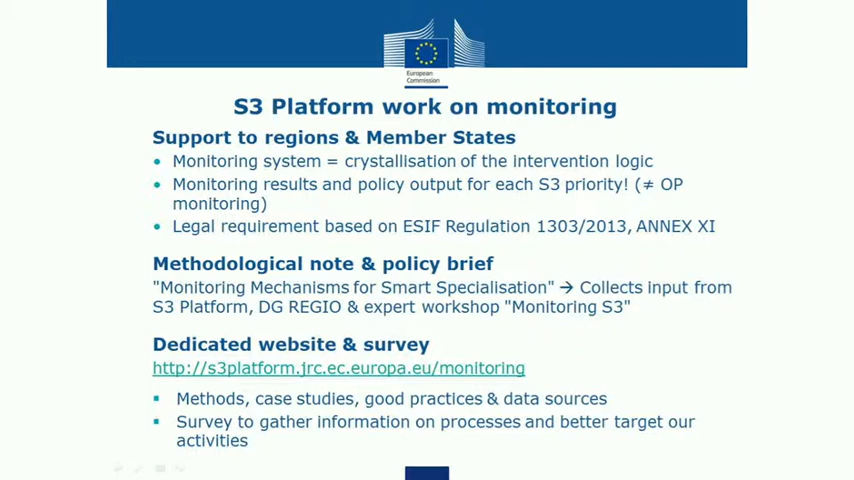 European
Commission
S3 Platform work on monitoring
Support to regions & Member States
• Monitoring system = crystallisation of the intervention logic
• Monitoring results and policy output for each S3 priority! (≠ OP
monitoring)
• Legal requirement based on ESIF Regulation 1303/2013, ANNEX XI
Methodological note & policy brief
"Monitoring Mechanisms for Smart Specialisation" → Collects input from
S3 Platform, DG REGIO & expert workshop "Monitoring S3"
Dedicated website & survey
http://s3platform.jrc.ec.europa.eu/monitoring
▪ Methods, case studies, good practices & data sources
▪ Survey to gather information on processes and better target our
activities